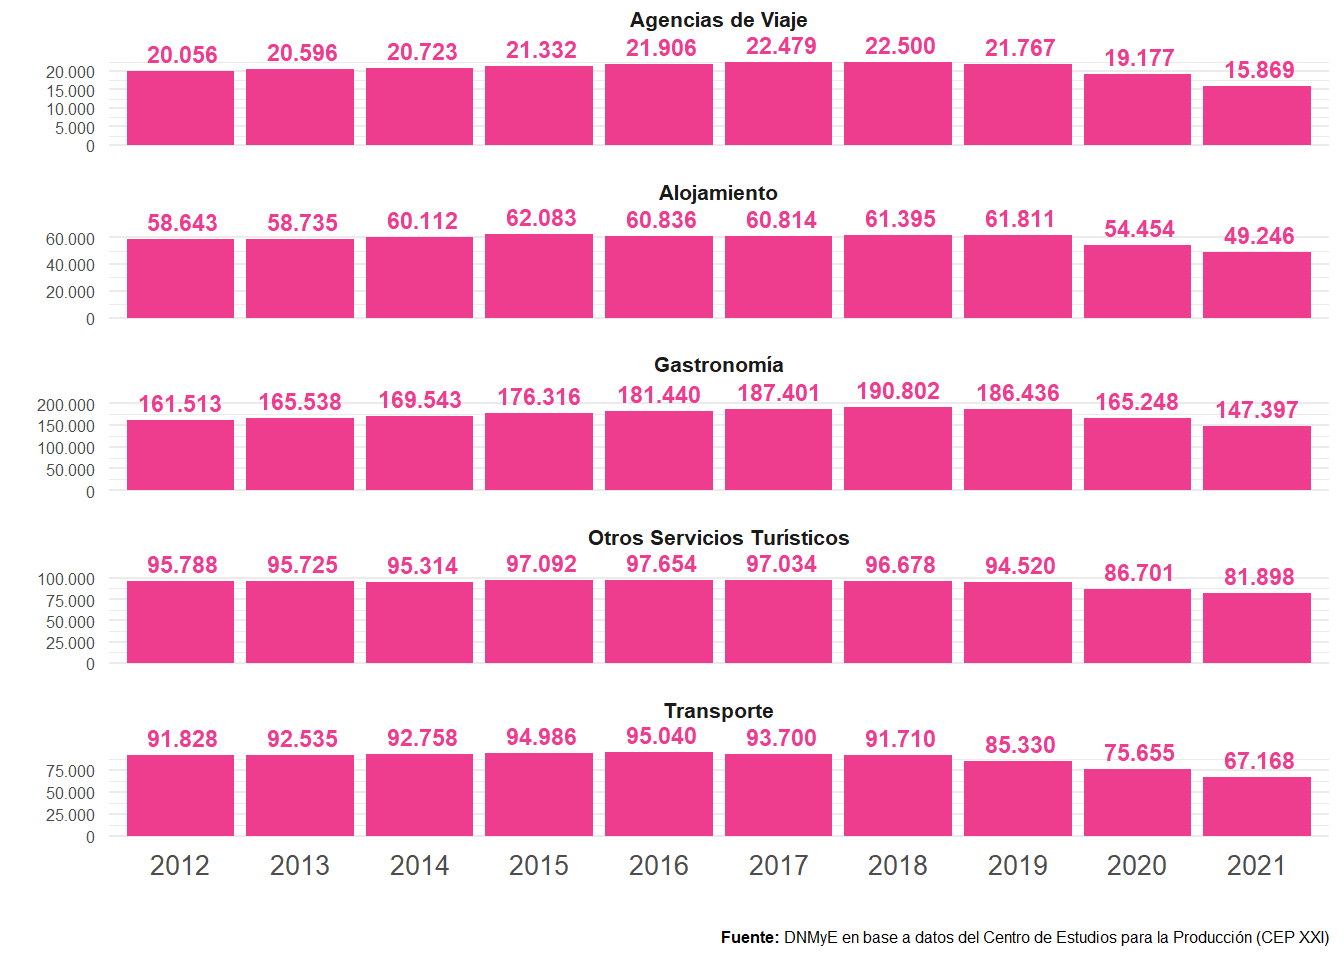 Agencias de Viaje
20.056 20.596 20.723 21.332 21.906 22.479 22.500 21.767 19.177 15.869
20.000
15.000
10.000
5.000
0
Alojamiento
58.643 58.735 60.112 62.083 60.836 60.814 61.395 61.811 54.454 49.246
60.000
40.000
20.000
0
Gastronomía
161.513 165.538 169.543 176.316 181.440 187.401 190.802 186.436 165.248 147.397
200.000
150.000
100.000
50.000
0
Otros Servicios Turísticos
95.788 95.725 95.314 97.092 97.654 97.034 96.678 94.520 86.701 81.898
100.000
75.000
50.000
25.000
0
Transporte
91.828 92.535 92.758 94.986 95.040 93.700 91.710 85.330 75.655 67.168
75.000
50.000
25.000
0
2012 2013 2014 2015 2016 2017 2018 2019 2020 2021
Fuente: DNMyE en base a datos del Centro de Estudios para la Producción (CEP XXI)